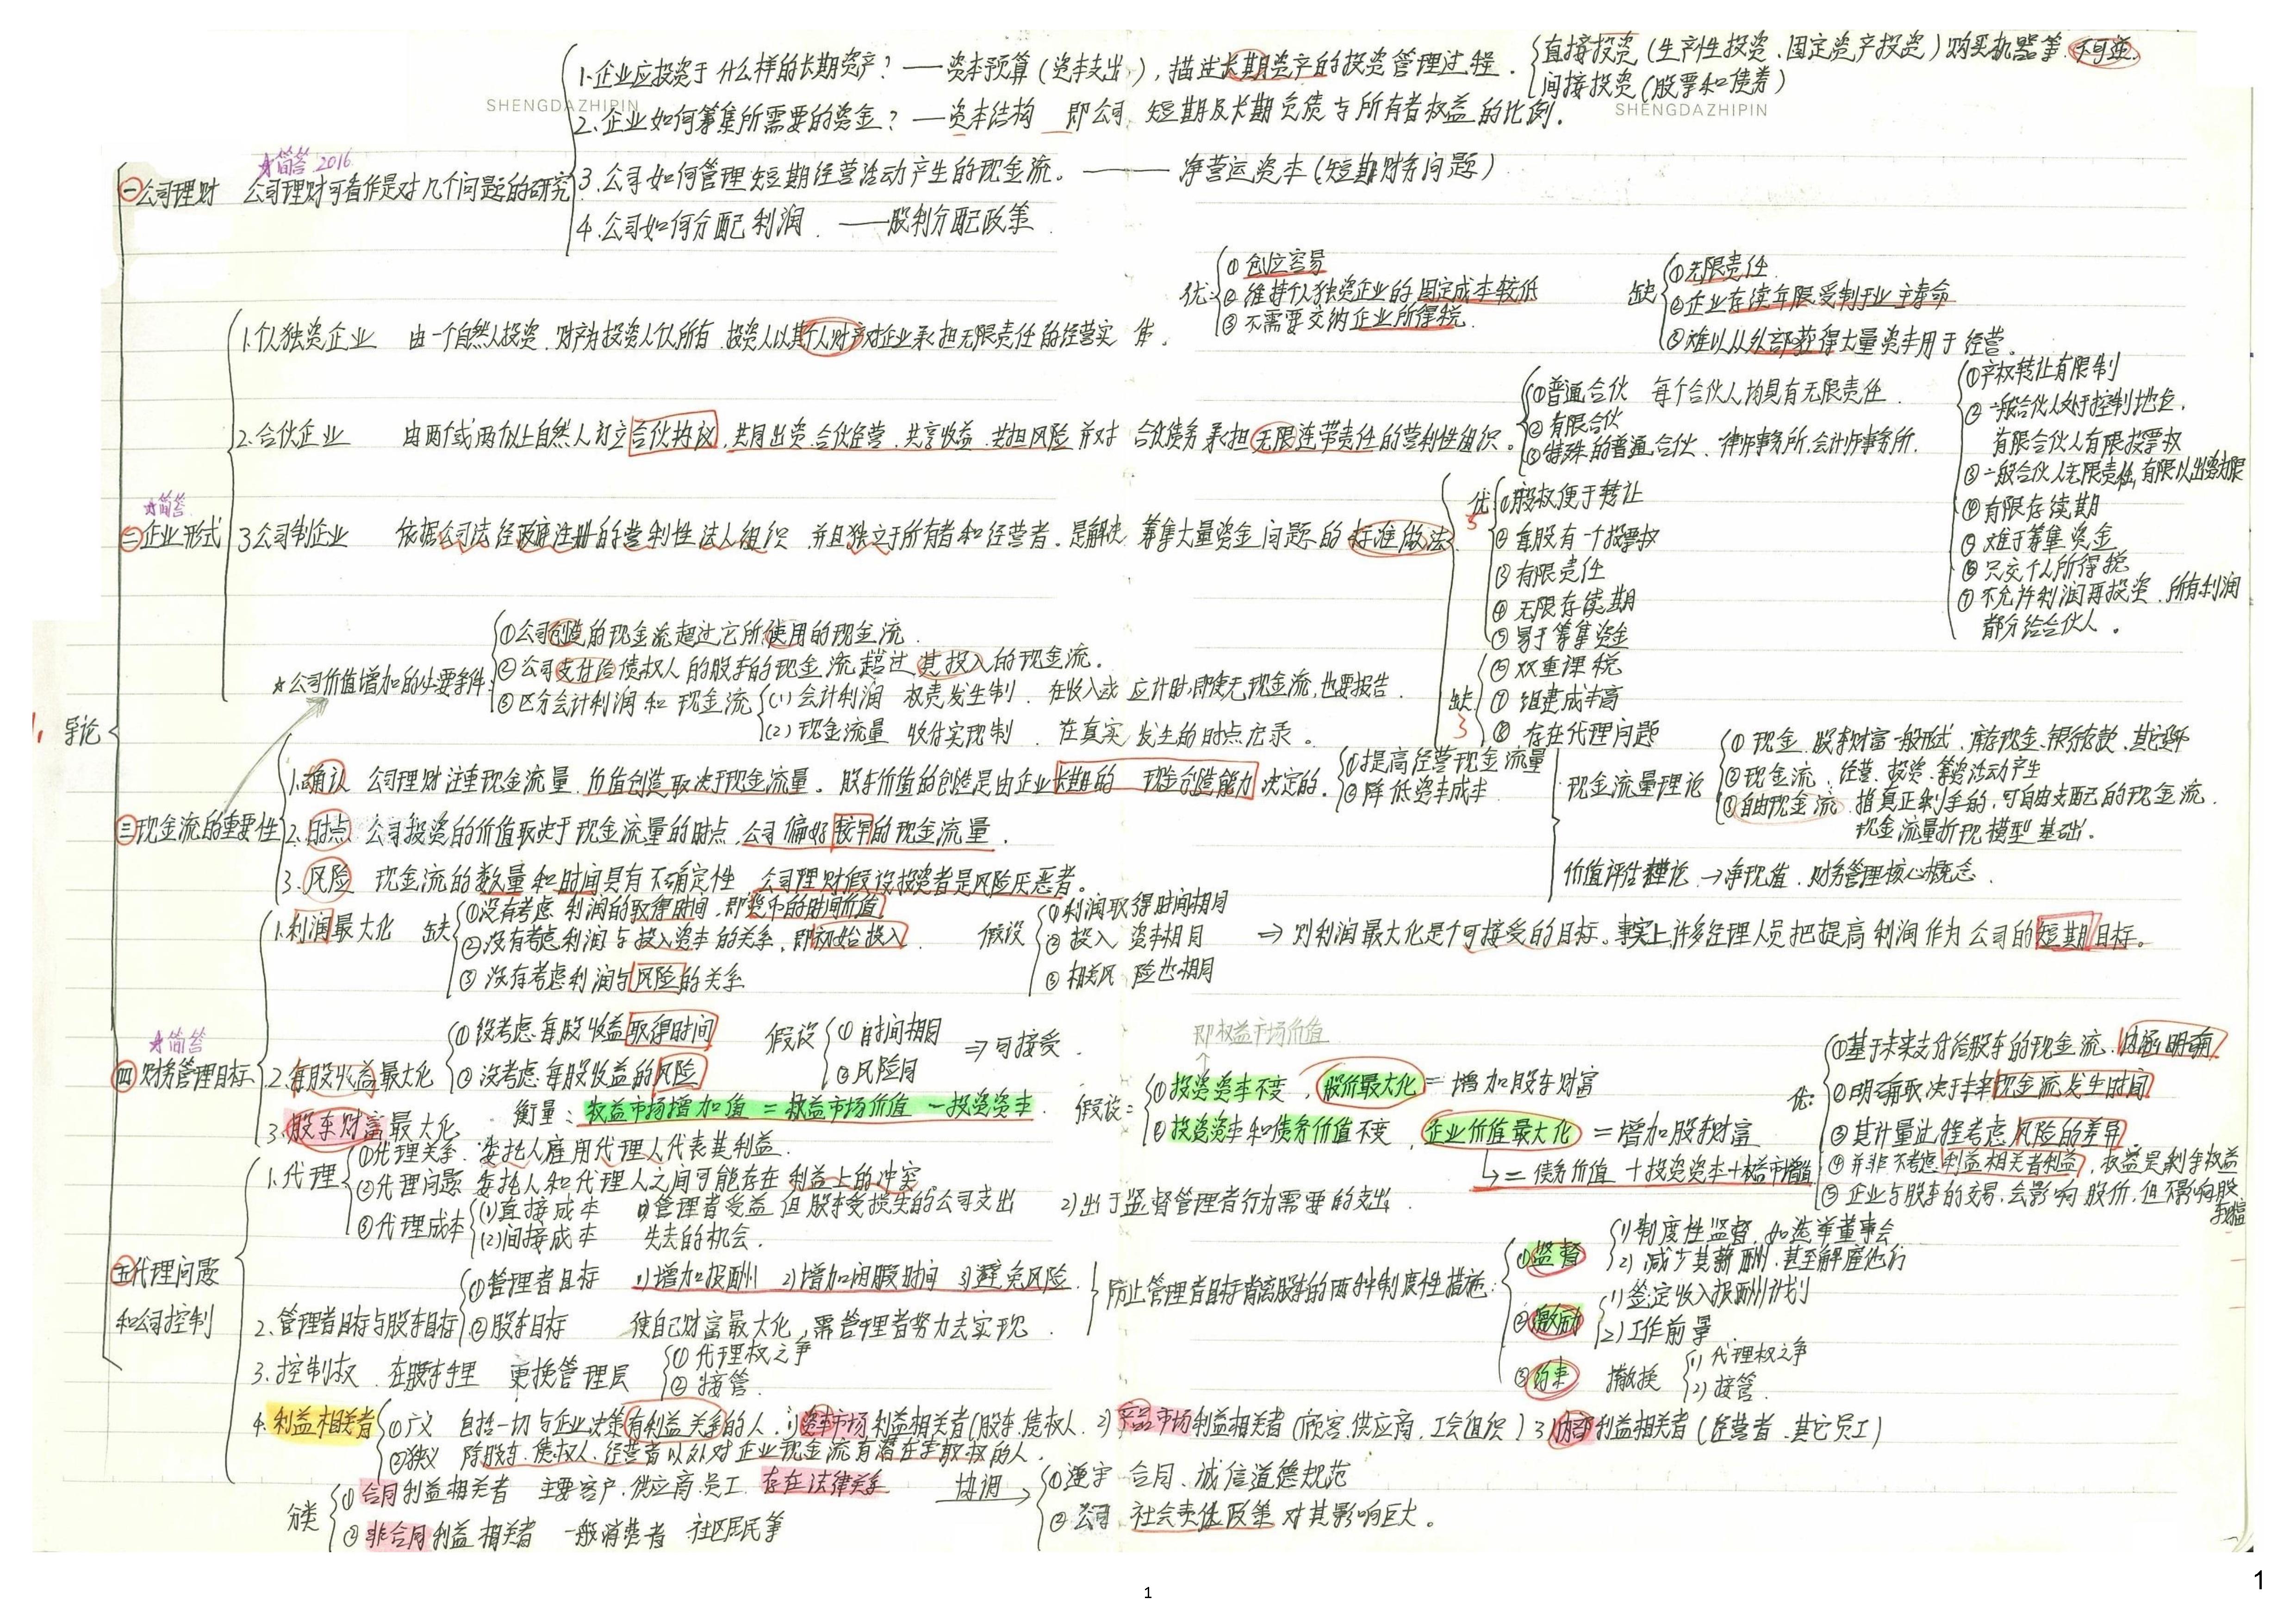 SHENGDAZHIPIN
SHENGDAZHIPIN
1. 导论
★简答 2016.
㊀公司理财 公司理财可看作是对几个问题的研究
1.企业应投资于什么样的长期资产?——资本预算(资本支出),描述长期资产的投资管理过程.
直接投资(生产性投资、固定资产投资)购买机器等.不可逆.
间接投资(股票和债券)
2.企业如何筹集所需要的资金?—资本结构 即公司 短期及长期负债与所有者权益的比例.
3.公司如何管理短期经营活动产生的现金流.——净营运资本(短期财务问题)
4.公司如何分配利润.——股利分配政策.
★简答
㊁企业形式
1.个人独资企业 由一个自然人投资.财产为投资人个人所有.投资人以其个人财产对企业承担无限责任的经营实体.
优: ①创立容易
②维持个人独资企业的固定成本较低
③不需要交纳企业所得税.
缺 ①无限责任.
②企业存续年限受制于业主寿命
③难以从外部获得大量资本用于经营.
2.合伙企业 由两个或两个以上自然人订立合伙协议,共同出资.合伙经营.共享收益.共担风险 并对合伙债务承担无限连带责任的营利性组织.
①普通合伙 每个合伙人均具有无限责任.
②有限合伙
③特殊的普通合伙、律师事务所,会计师事务所.
①产权转让有限制
②一般合伙人处于控制地位.
有限合伙人有限投票权
③一般合伙人无限责任,有限以出资为限
④有限存续期
⑤难于筹集资金
⑥只交个人所得税
⑦不允许利润再投资.所有利润
都分给合伙人.
3公司制企业 依据公司法经政府注册的营利性法人组织 并且独立于所有者和经营者.是解决筹集大量资金问题的标准做法.
优5 ①股权便于转让
②每股有一个投票权
③有限责任
④无限存续期
⑤易于筹集资金
缺3 ⑥双重课税
⑦组建成本高
⑧存在代理问题
★公司价值增加的必要条件:
①公司创造的现金流超过它所使用的现金流.
②公司支付给债权人的股东的现金流超过其投入的现金流.
③区分会计利润和现金流 (1)会计利润 权责发生制.在收入或应计时,即使无现金流,也要报告.
(2)现金流量 收付实现制.在真实发生的时点记录.
㊂现金流的重要性
1.确认 公司理财注重现金流量.价值创造取决于现金流量.股东价值的创造是由企业长期的现金创造能力决定的.
①提高经营现金流量
②降低资本成本
2.时点 公司投资的价值取决于现金流量的时点,公司偏好较早的现金流量.
3.风险 现金流的数量和时间具有不确定性 公司理财假设投资者是风险厌恶者.
现金流量理论
①现金.股东财富一般形式.库存现金.银行存款.其它货币
②现金流:经营、投资、筹资活动产生
③自由现金流.指真正剩余的,可自由支配的现金流.
现金流量折现模型基础.
价值评估理论→净现值.财务管理核心概念.
★简答
㊃财务管理目标
1.利润最大化 缺 ①没有考虑利润的取得时间,即货币的时间价值
②没有考虑利润与投入资本的关系,即初始投入.
③没有考虑利润与风险的关系
假设 ①利润取得时间相同
②投入资本相同
③相关风险也相同
⇒则利润最大化是个可接受的目标.事实上许多经理人员把提高利润作为公司的短期目标.
2.每股收益最大化 ①没考虑每股收益取得时间
②没考虑每股收益的风险
假设 ①时间相同
②风险同
⇒可接受.
3.股东财富最大化
衡量:权益市场增加值=权益市场价值-投资资本.
即权益市场价值
假设: ①投资资本不变,股价最大化=增加股东财富
②投资资本和债务价值不变.企业价值最大化=增加股东财富
↳=债务价值+投资资本+权益市场增值
优: ①基于未来支付给股东的现金流.内涵明确
②明确取决于未来现金流发生时间
③其计量过程考虑风险的差异
④并非不考虑利益相关者利益,权益是剩余权益
⑤企业与股东的交易.会影响股价,但不影响股东财富
㊄代理问题
和公司控制
1.代理 ①代理关系.委托人雇用代理人代表其利益.
②代理问题 委托人和代理人之间可能存在利益上的冲突.
③代理成本 (1)直接成本 1)管理者受益但股东受损失的公司支出 2)出于监督管理者行为需要的支出.
(2)间接成本 失去的机会.
2.管理者目标与股东目标 ①管理者目标 1)增加报酬 2)增加闲暇时间 3)避免风险.
②股东目标 使自己财富最大化,需管理者努力去实现.
防止管理者目标背离股东的两种制度性措施:
①监督 1)制度性监督.如选举董事会
2)减少其薪酬.甚至解雇他们
②激励 1)签定收入报酬计划
2)工作前景.
③约束 撤换 1)代理权之争
2)接管.
3.控制权.在股东手里 更换管理层 ①代理权之争
②接管.
4.利益相关者 ①广义 包括一切与企业决策有利益关系的人.1)资本市场利益相关者(股东.债权人. 2)产品市场利益相关者(顾客.供应商.工会组织) 3)内部利益相关者(经营者.其它员工)
②狭义 除股东.债权人.经营者以外对企业现金流有潜在索取权的人.
分类 ①合同利益相关者 主要客户.供应商.员工.存在法律关系
②非合同利益相关者 一般消费者 社区居民等
协调→ ①遵守合同、诚信道德规范
②公司社会责任政策对其影响巨大.
1
1